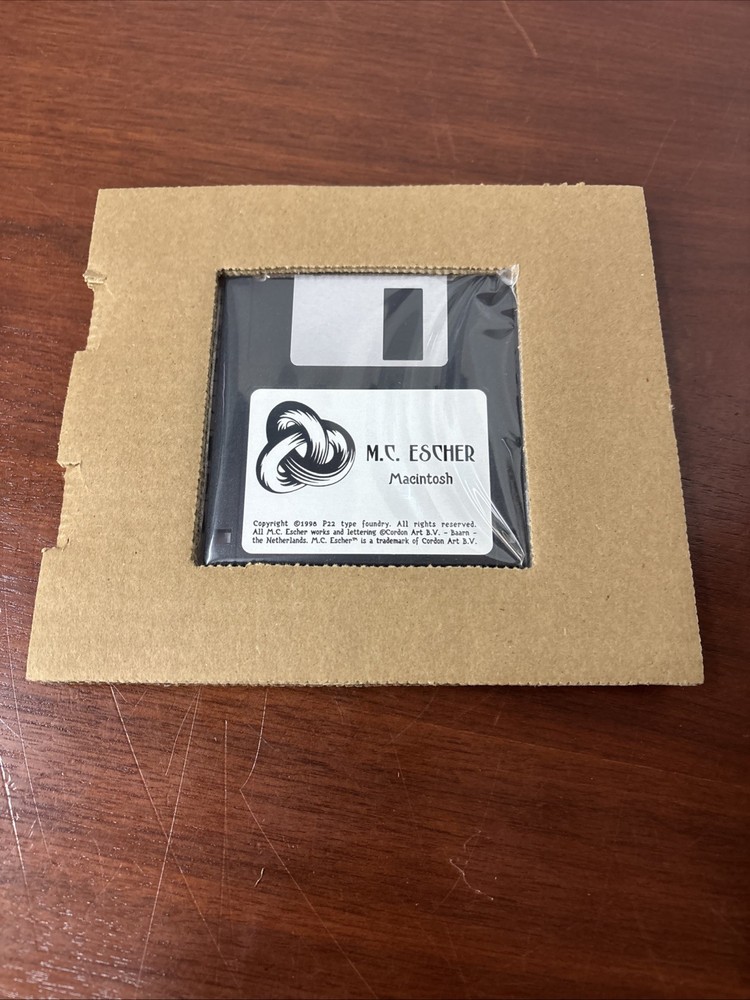 M.C. ESCHER
Macintosh
Copyright ©1998 P22 type foundry. All rights reserved.
All M.C. Escher works and lettering ©Cordon Art B.V. - Baarn -
the Netherlands. M.C. Escher™ is a trademark of Cordon Art B.V.